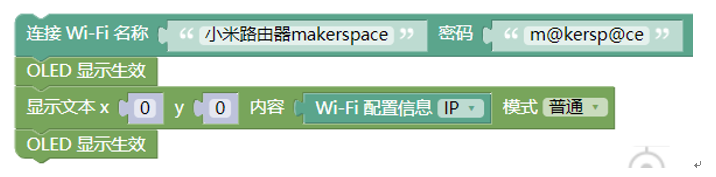 连接 Wi-Fi 名称 “ 小米路由器makerspace ” 密码 “ m@kersp@ce ”
OLED 显示生效
显示文本 x 0 y 0 内容 Wi-Fi 配置信息 IP 模式 普通
OLED 显示生效